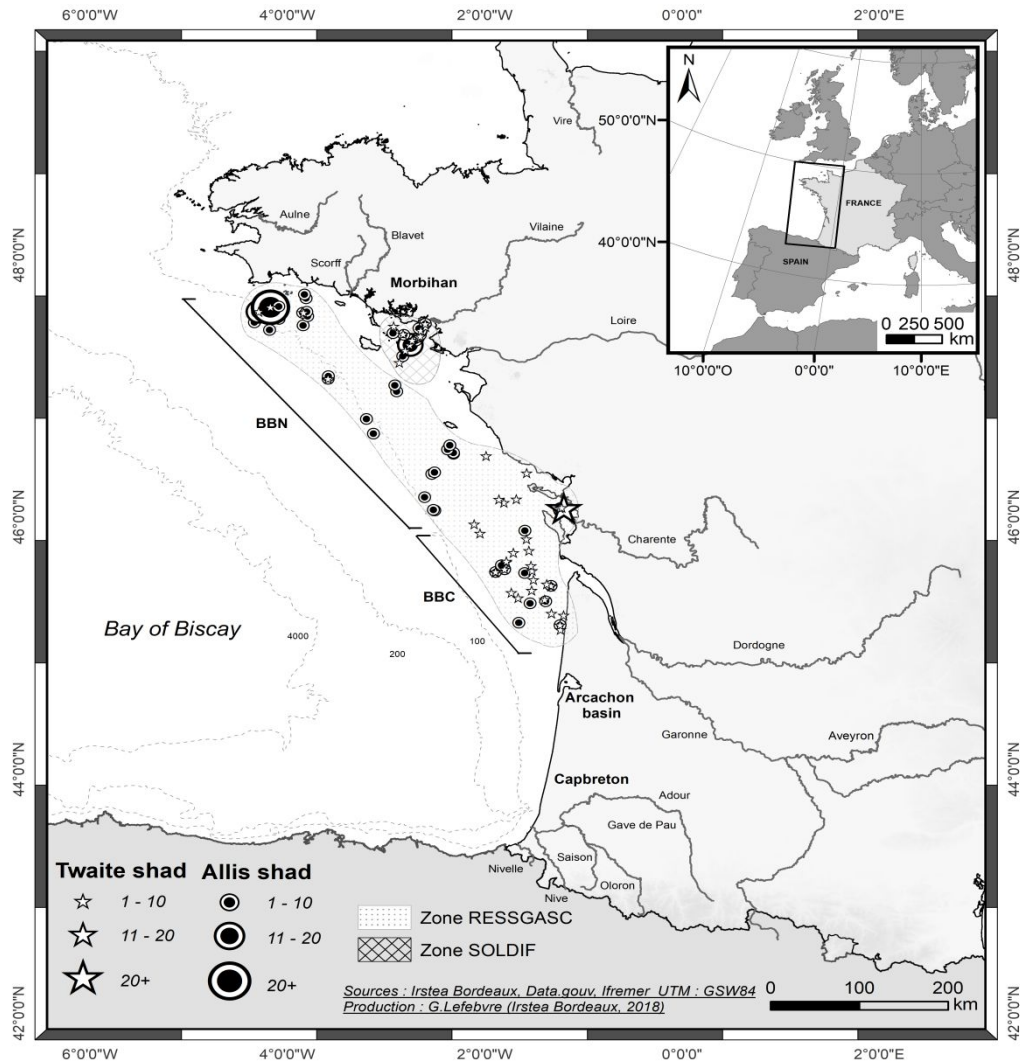 6°0'0"W 4°0'0"W 2°0'0"W 0°0'0" 2°0'0"E
N
50°0'0"N
40°0'0"N
FRANCE
SPAIN
0 250 500
km
10°0'0"W 0°0'0" 10°0'0"E
Vire
Aulne
Blavet
Scorff
Vilaine
Morbihan
Loire
48°0'0"N 48°0'0"N
BBN
46°0'0"N 46°0'0"N
Charente
BBC
Bay of Biscay
4000
200
100
Dordogne
Arcachon
basin
Garonne
Aveyron
44°0'0"N 44°0'0"N
Capbreton
Adour
Gave de Pau
Saison
Nivelle
Oloron
Nive
Twaite shad Allis shad
1 - 10 1 - 10
11 - 20 11 - 20
20+ 20+
Zone RESSGASC
Zone SOLDIF
Sources : Irstea Bordeaux, Data.gouv, Ifremer UTM : GSW84
Production : G.Lefebvre (Irstea Bordeaux, 2018)
0 100 200
km
42°0'0"N 42°0'0"N
6°0'0"W 4°0'0"W 2°0'0"W 0°0'0" 2°0'0"E